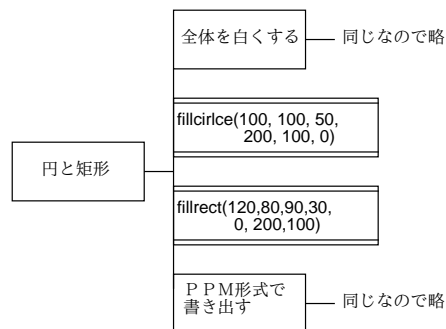 全体を白くする
同じなので略
fillcirlce(100, 100, 50,
200, 100, 0)
円と矩形
fillrect(120,80,90,30,
0, 200,100)
ＰＰＭ形式で
書き出す
同じなので略